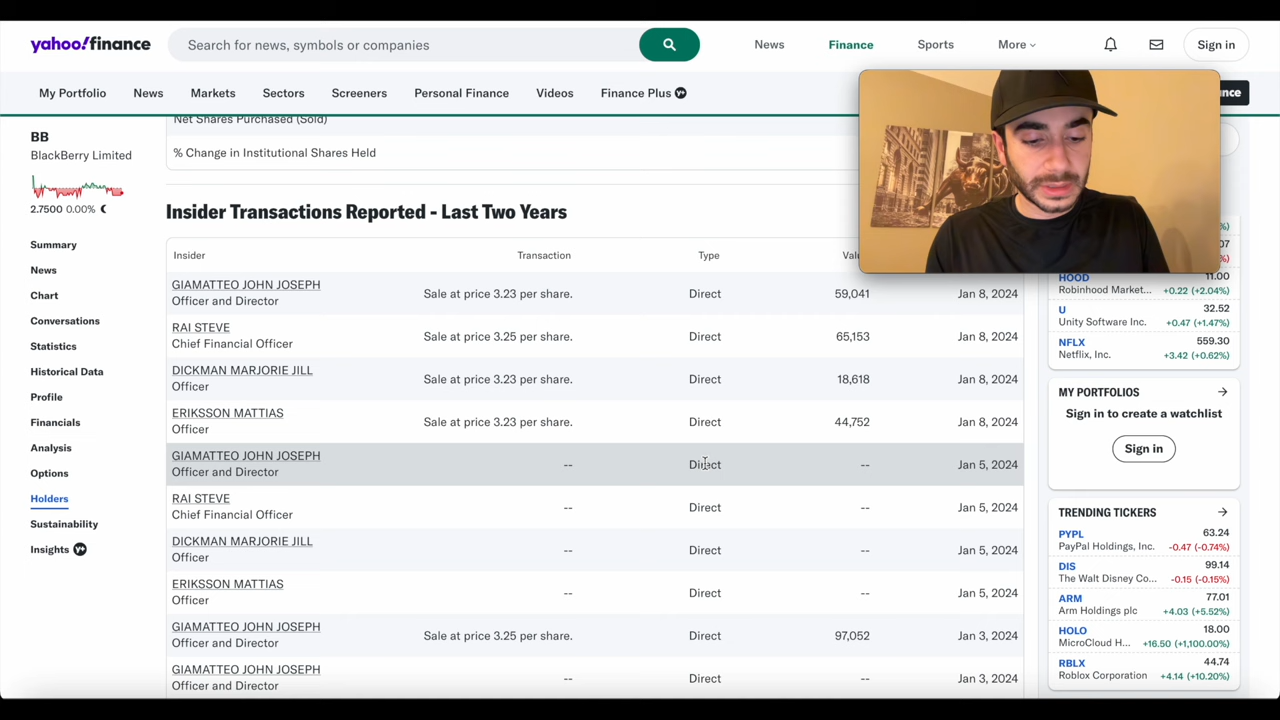 yahoo!finance
Search for news, symbols or companies
News
Finance
Sports
More
Sign in
My Portfolio
News
Markets
Sectors
Screeners
Personal Finance
Videos
Finance Plus
BB
BlackBerry Limited
2.7500 0.00%
Summary
News
Chart
Conversations
Statistics
Historical Data
Profile
Financials
Analysis
Options
Holders
Sustainability
Insights
Net Shares Purchased (Sold)
% Change in Institutional Shares Held
Insider Transactions Reported - Last Two Years
Insider Transaction Type
GIAMATTEO JOHN JOSEPH
Officer and Director
Sale at price 3.23 per share. Direct 59,041 Jan 8, 2024
RAI STEVE
Chief Financial Officer
Sale at price 3.25 per share. Direct 65,153 Jan 8, 2024
DICKMAN MARJORIE JILL
Officer
Sale at price 3.23 per share. Direct 18,618 Jan 8, 2024
ERIKSSON MATTIAS
Officer
Sale at price 3.23 per share. Direct 44,752 Jan 8, 2024
GIAMATTEO JOHN JOSEPH
Officer and Director
-- Direct -- Jan 5, 2024
RAI STEVE
Chief Financial Officer
-- Direct -- Jan 5, 2024
DICKMAN MARJORIE JILL
Officer
-- Direct -- Jan 5, 2024
ERIKSSON MATTIAS
Officer
-- Direct -- Jan 5, 2024
GIAMATTEO JOHN JOSEPH
Officer and Director
Sale at price 3.25 per share. Direct 97,052 Jan 3, 2024
GIAMATTEO JOHN JOSEPH
Officer and Director
-- Direct -- Jan 3, 2024
HOOD 11.00
Robinhood Market... +0.22 (+2.04%)
U 32.52
Unity Software Inc. +0.47 (+1.47%)
NFLX 559.30
Netflix, Inc. +3.42 (+0.62%)
MY PORTFOLIOS
Sign in to create a watchlist
Sign in
TRENDING TICKERS
PYPL 63.24
PayPal Holdings, Inc. -0.47 (-0.74%)
DIS 99.14
The Walt Disney Co... -0.15 (-0.15%)
ARM 77.01
Arm Holdings plc +4.03 (+5.52%)
HOLO 18.00
MicroCloud H... +16.50 (+1,100.00%)
RBLX 44.74
Roblox Corporation +4.14 (+10.20%)